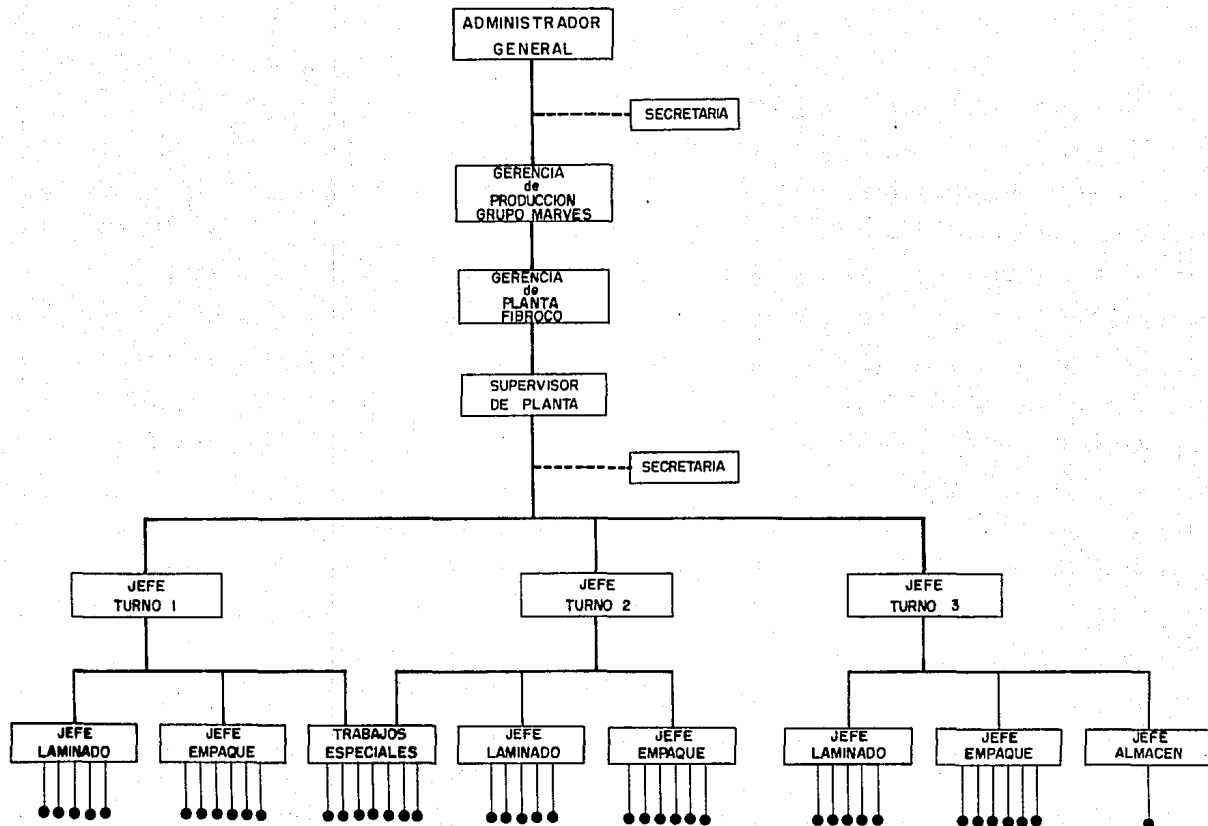 ADMINISTRADOR
GENERAL
SECRETARIA
GERENCIA
de
PRODUCCION
GRUPO MARVES
GERENCIA
de
PLANTA
FIBROCO
SUPERVISOR
DE PLANTA
SECRETARIA
JEFE
TURNO 1
JEFE
TURNO 2
JEFE
TURNO 3
JEFE
LAMINADO
JEFE
EMPAQUE
TRABAJOS
ESPECIALES
JEFE
LAMINADO
JEFE
EMPAQUE
JEFE
LAMINADO
JEFE
EMPAQUE
JEFE
ALMACEN